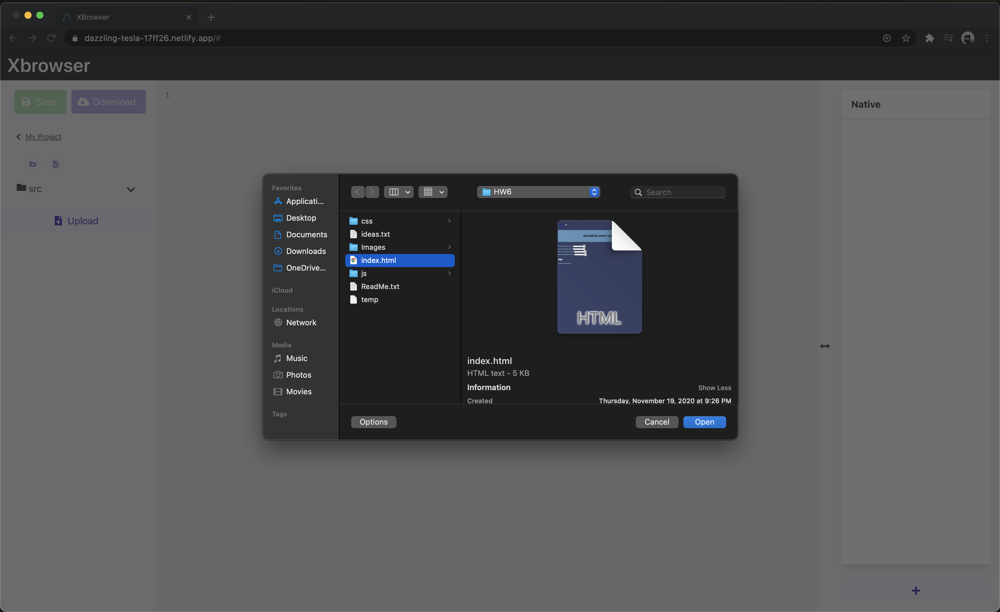 XBrowser
dazzling-tesla-17ff26.netlify.app/#
Xbrowser
Save
Download
1
Native
My Project
src
Upload
Favorites
Applicati...
Desktop
Documents
Downloads
OneDrive...
iCloud
Locations
Network
Media
Music
Photos
Movies
Tags
HW6
Search
css
ideas.txt
Images
index.html
js
ReadMe.txt
temp
MULTIPLICATION TA
HTML
index.html
HTML text - 5 KB
Information
Show Less
Created
Thursday, November 19, 2020 at 9:26 PM
Options
Cancel
Open